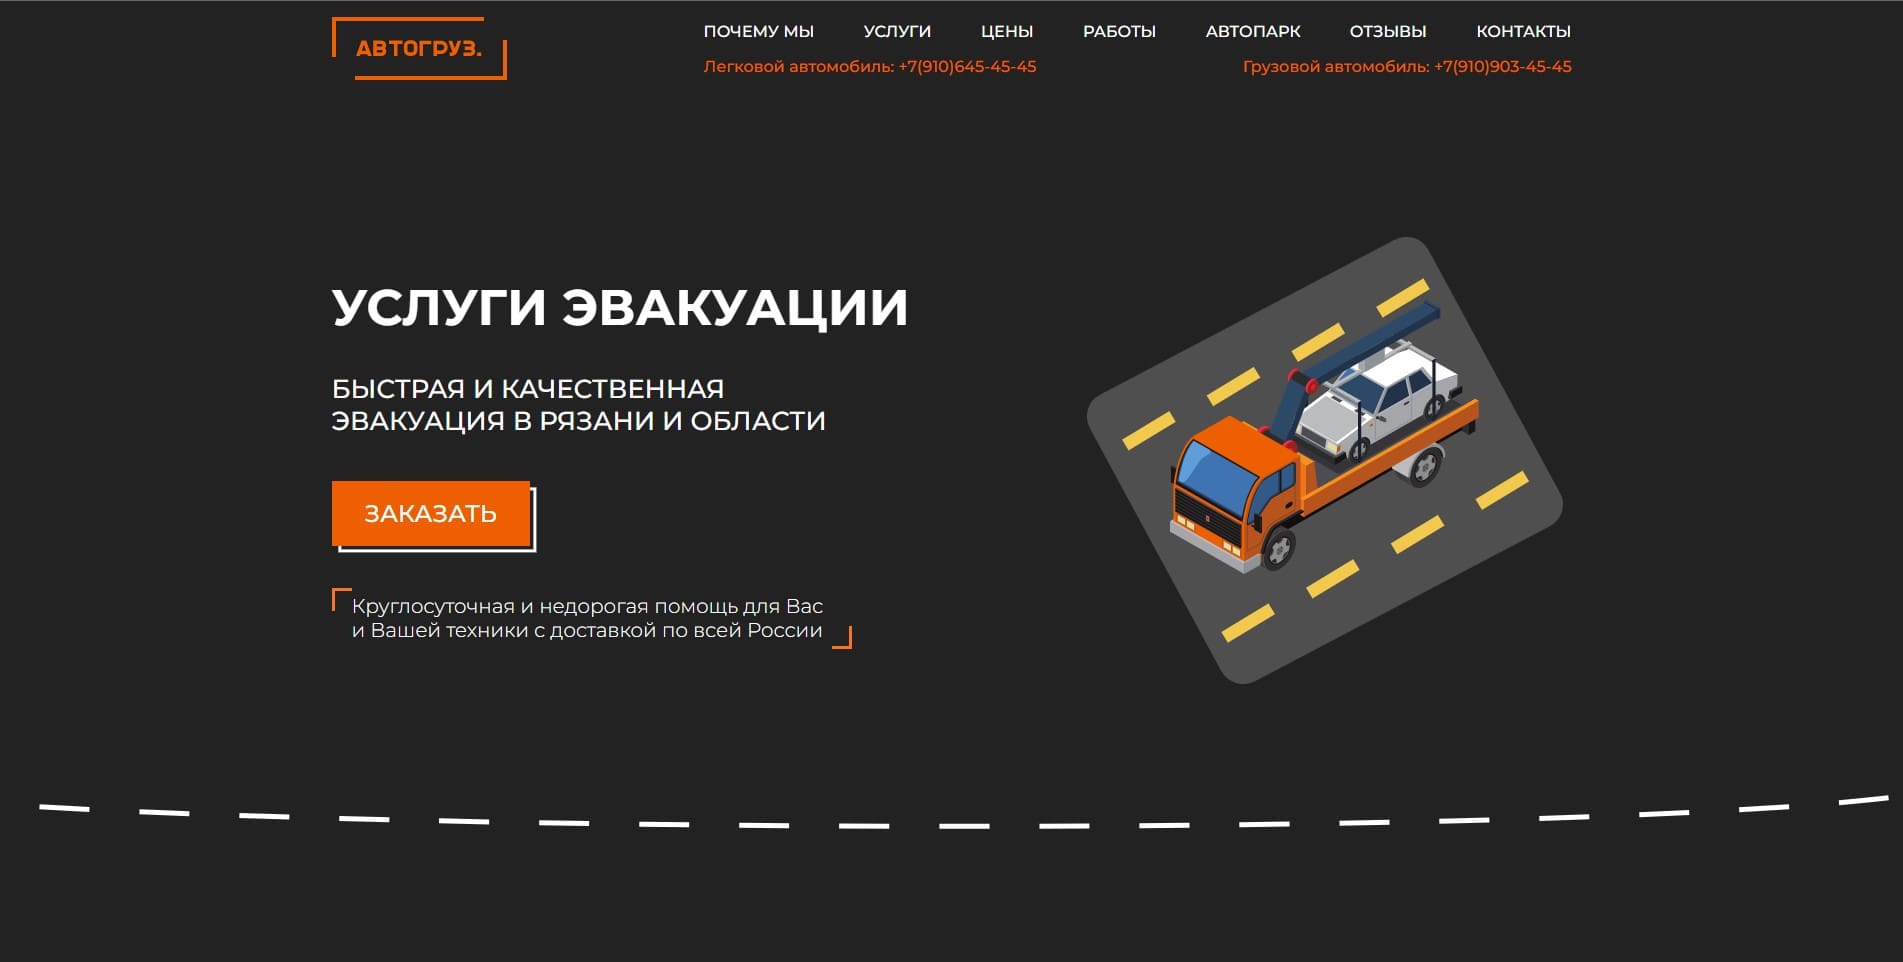 АВТОГРУЗ.
ПОЧЕМУ МЫ УСЛУГИ ЦЕНЫ РАБОТЫ АВТОПАРК ОТЗЫВЫ КОНТАКТЫ
Легковой автомобиль: +7(910)645-45-45 Грузовой автомобиль: +7(910)903-45-45
УСЛУГИ ЭВАКУАЦИИ
БЫСТРАЯ И КАЧЕСТВЕННАЯ
ЭВАКУАЦИЯ В РЯЗАНИ И ОБЛАСТИ
ЗАКАЗАТЬ
Круглосуточная и недорогая помощь для Вас
и Вашей техники с доставкой по всей России